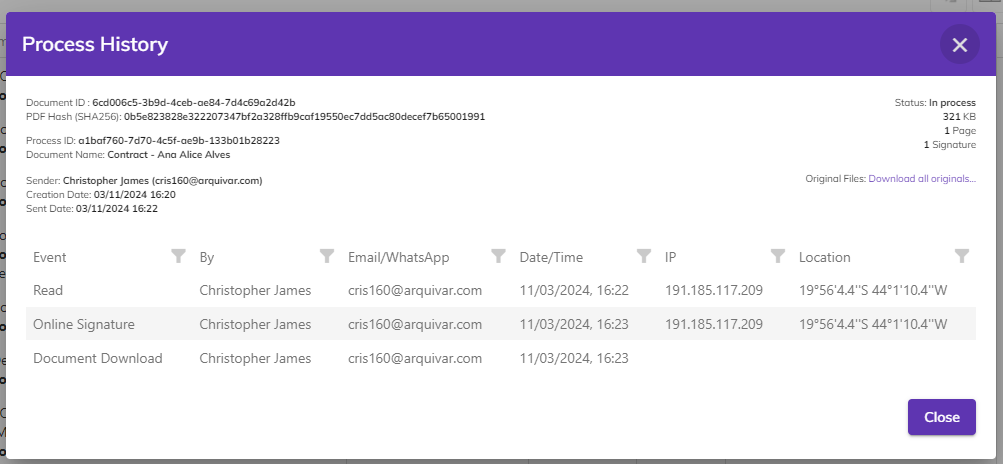 Process History
Document ID : 6cd006c5-3b9d-4ceb-ae84-7d4c69a2d42b
Status: In process
PDF Hash (SHA256): 0b5e823828e322207347bf2a328ffb9caf19550ec7dd5ac80decef7b65001991
321 KB
1 Page
Process ID: a1baf760-7d70-4c5f-ae9b-133b01b28223
1 Signature
Document Name: Contract - Ana Alice Alves
Sender: Christopher James (cris160@arquivar.com)
Original Files: Download all originals...
Creation Date: 03/11/2024 16:20
Sent Date: 03/11/2024 16:22
Event By Email/WhatsApp Date/Time IP Location
Read Christopher James cris160@arquivar.com 11/03/2024, 16:22 191.185.117.209 19°56'4.4''S 44°1'10.4''W
Online Signature Christopher James cris160@arquivar.com 11/03/2024, 16:23 191.185.117.209 19°56'4.4''S 44°1'10.4''W
Document Download Christopher James cris160@arquivar.com 11/03/2024, 16:23
Close